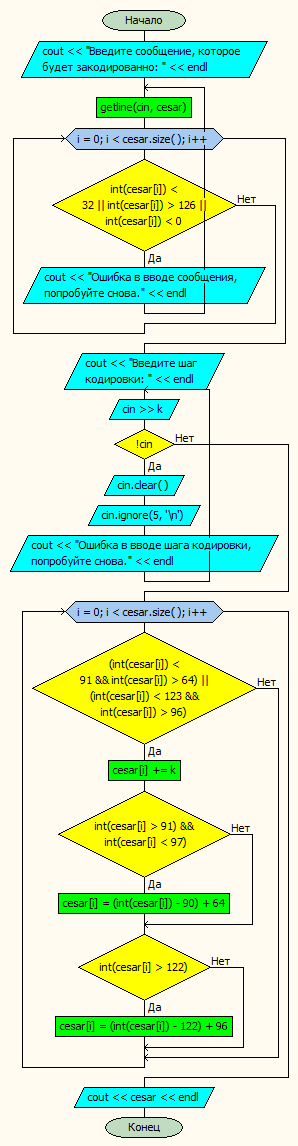 Начало
cout << "Введите сообщение, которое
будет закодированно: " << endl
getline(cin, cesar)
i = 0; i < cesar.size(); i++
int(cesar[i]) <
32 || int(cesar[i]) > 126 ||
int(cesar[i]) < 0
Нет
Да
cout << "Ошибка в вводе сообщения,
попробуйте снова." << endl
cout << "Введите шаг
кодировки: " << endl
cin >> k
!cin
Нет
Да
cin.clear()
cin.ignore(5, '\n')
cout << "Ошибка в вводе шага кодировки,
попробуйте снова." << endl
i = 0; i < cesar.size(); i++
(int(cesar[i]) <
91 && int(cesar[i]) > 64) ||
(int(cesar[i]) < 123 &&
int(cesar[i]) > 96)
Нет
Да
cesar[i] += k
int(cesar[i] > 91) &&
int(cesar[i] < 97)
Нет
Да
cesar[i] = (int(cesar[i]) - 90) + 64
int(cesar[i] > 122)
Нет
Да
cesar[i] = (int(cesar[i]) - 122) + 96
cout << cesar << endl
Конец